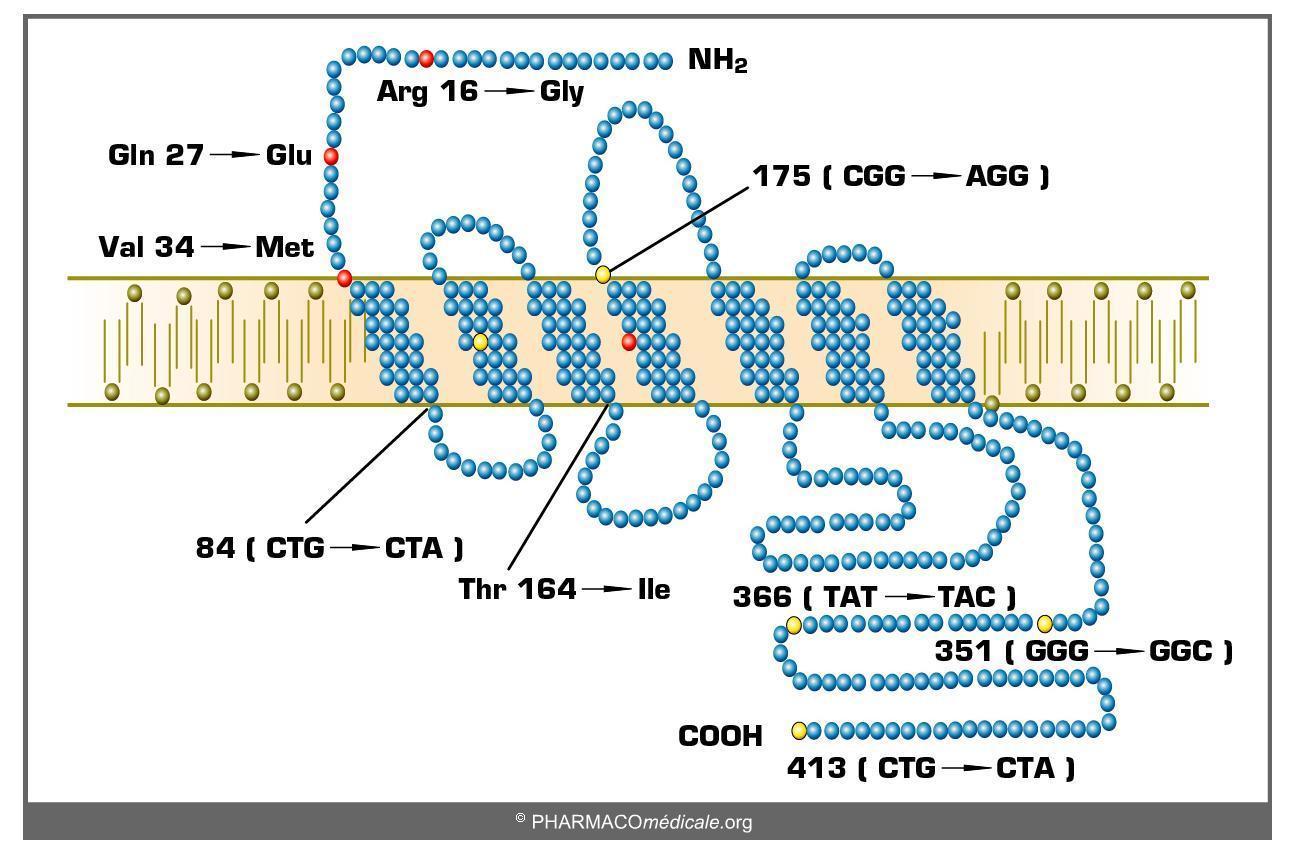 NH2
Arg 16 → Gly
Gln 27 → Glu
175 ( CGG → AGG )
Val 34 → Met
84 ( CTG → CTA )
Thr 164 → Ile
366 ( TAT → TAC )
351 ( GGG → GGC )
COOH
413 ( CTG → CTA )
© PHARMACOmédicale.org